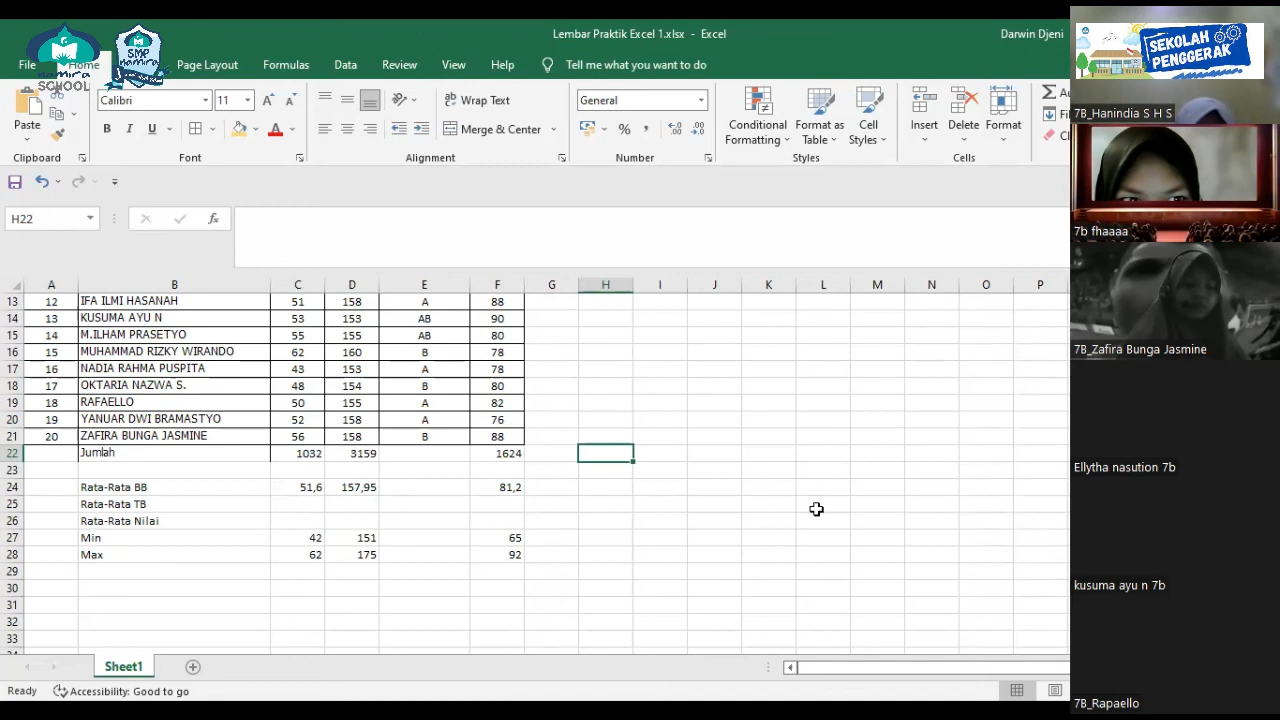 Lembar Praktik Excel 1.xlsx - Excel
Darwin Djeni
SEKOLAH PENGGERAK
SMP
SCHOOL
File Home Page Layout Formulas Data Review View Help Tell me what you want to do
Calibri 11 Wrap Text General
Paste Merge & Center Conditional Formatting Format as Table Cell Styles Insert Delete Format
Clipboard Font Alignment Number Styles Cells
7B_Hanindia S H S
H22
7b fhaaaa
A B C D E F G H I J K L M N O P
13 12 IFA ILMI HASANAH 51 158 A 88
14 13 KUSUMA AYU N 53 153 AB 90
15 14 M.ILHAM PRASETYO 55 155 AB 80
16 15 MUHAMMAD RIZKY WIRANDO 62 160 B 78
17 16 NADIA RAHMA PUSPITA 43 153 A 78
18 17 OKTARIA NAZWA S. 48 154 B 80
19 18 RAFAELLO 50 155 A 82
20 19 YANUAR DWI BRAMASTYO 52 158 A 76
21 20 ZAFIRA BUNGA JASMINE 56 158 B 88
22 Jumlah 1032 3159 1624
23
24 Rata-Rata BB 51,6 157,95 81,2
25 Rata-Rata TB
26 Rata-Rata Nilai
27 Min 42 151 65
28 Max 62 175 92
29
30
31
32
33
7B_Zafira Bunga Jasmine
Ellytha nasution 7b
kusuma ayu n 7b
7B_Rapaello
Sheet1
Ready Accessibility: Good to go